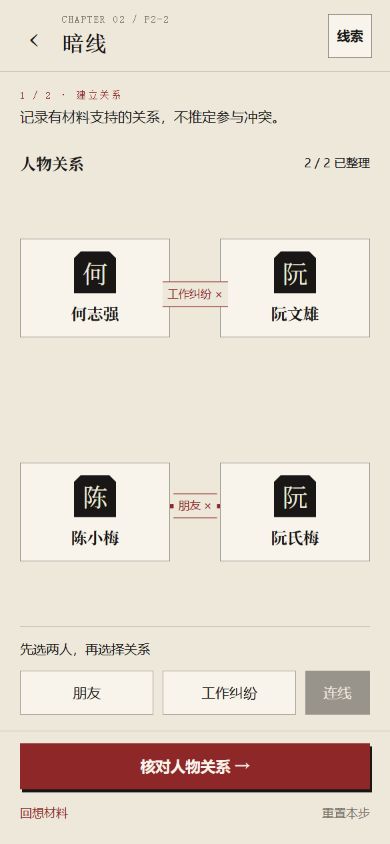 CHAPTER 02 / P2-2
暗线
线索
1 / 2 · 建立关系
记录有材料支持的关系，不推定参与冲突。
人物关系
2 / 2 已整理
何
阮
何志强
工作纠纷 ×
阮文雄
陈
阮
陈小梅
朋友 ×
阮氏梅
先选两人，再选择关系
朋友
工作纠纷
连线
核对人物关系 →
回想材料
重置本步